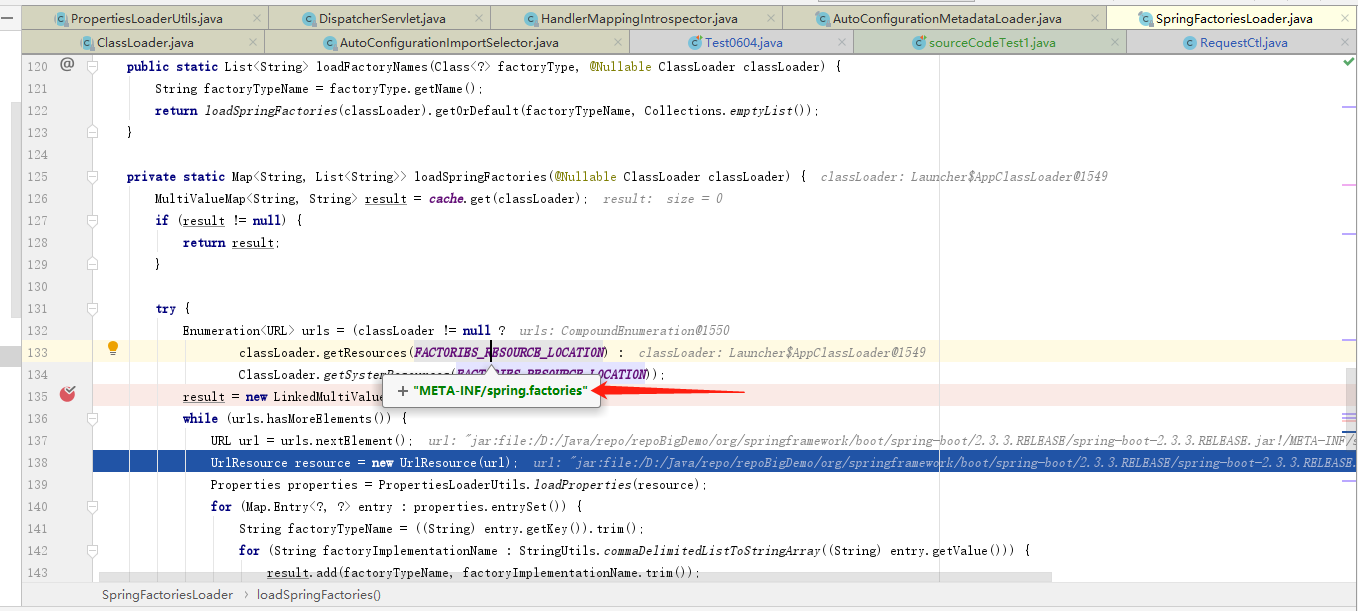 PropertiesLoaderUtils.java DispatcherServlet.java HandlerMappingIntrospector.java AutoConfigurationMetadataLoader.java SpringFactoriesLoader.java
ClassLoader.java AutoConfigurationImportSelector.java Test0604.java sourceCodeTest1.java RequestCtl.java
120 @ public static List<String> loadFactoryNames(Class<?> factoryType, @Nullable ClassLoader classLoader) {
121 String factoryTypeName = factoryType.getName();
122 return loadSpringFactories(classLoader).getOrDefault(factoryTypeName, Collections.emptyList());
123 }
124
125 private static Map<String, List<String>> loadSpringFactories(@Nullable ClassLoader classLoader) { classLoader: Launcher$AppClassLoader@1549
126 MultiValueMap<String, String> result = cache.get(classLoader); result: size = 0
127 if (result != null) {
128 return result;
129 }
130
131 try {
132 Enumeration<URL> urls = (classLoader != null ? urls: CompoundEnumeration@1550
133 classLoader.getResources(FACTORIES_RESOURCE_LOCATION) : classLoader: Launcher$AppClassLoader@1549
134 ClassLoader.getSystemResources(FACTORIES_RESOURCE_LOCATION));
+ "META-INF/spring.factories"
135 result = new LinkedMultiValue
136 while (urls.hasMoreElements()) {
137 URL url = urls.nextElement(); url: "jar:file:/D:/Java/repo/repoBigDemo/org/springframework/boot/spring-boot/2.3.3.RELEASE/spring-boot-2.3.3.RELEASE.jar!/META-INF/s
138 UrlResource resource = new UrlResource(url); url: "jar:file:/D:/Java/repo/repoBigDemo/org/springframework/boot/spring-boot/2.3.3.RELEASE/spring-boot-2.3.3.RELEASE.
139 Properties properties = PropertiesLoaderUtils.loadProperties(resource);
140 for (Map.Entry<?, ?> entry : properties.entrySet()) {
141 String factoryTypeName = ((String) entry.getKey()).trim();
142 for (String factoryImplementationName : StringUtils.commaDelimitedListToStringArray((String) entry.getValue())) {
143 result.add(factoryTypeName, factoryImplementationName.trim());
SpringFactoriesLoader › loadSpringFactories()